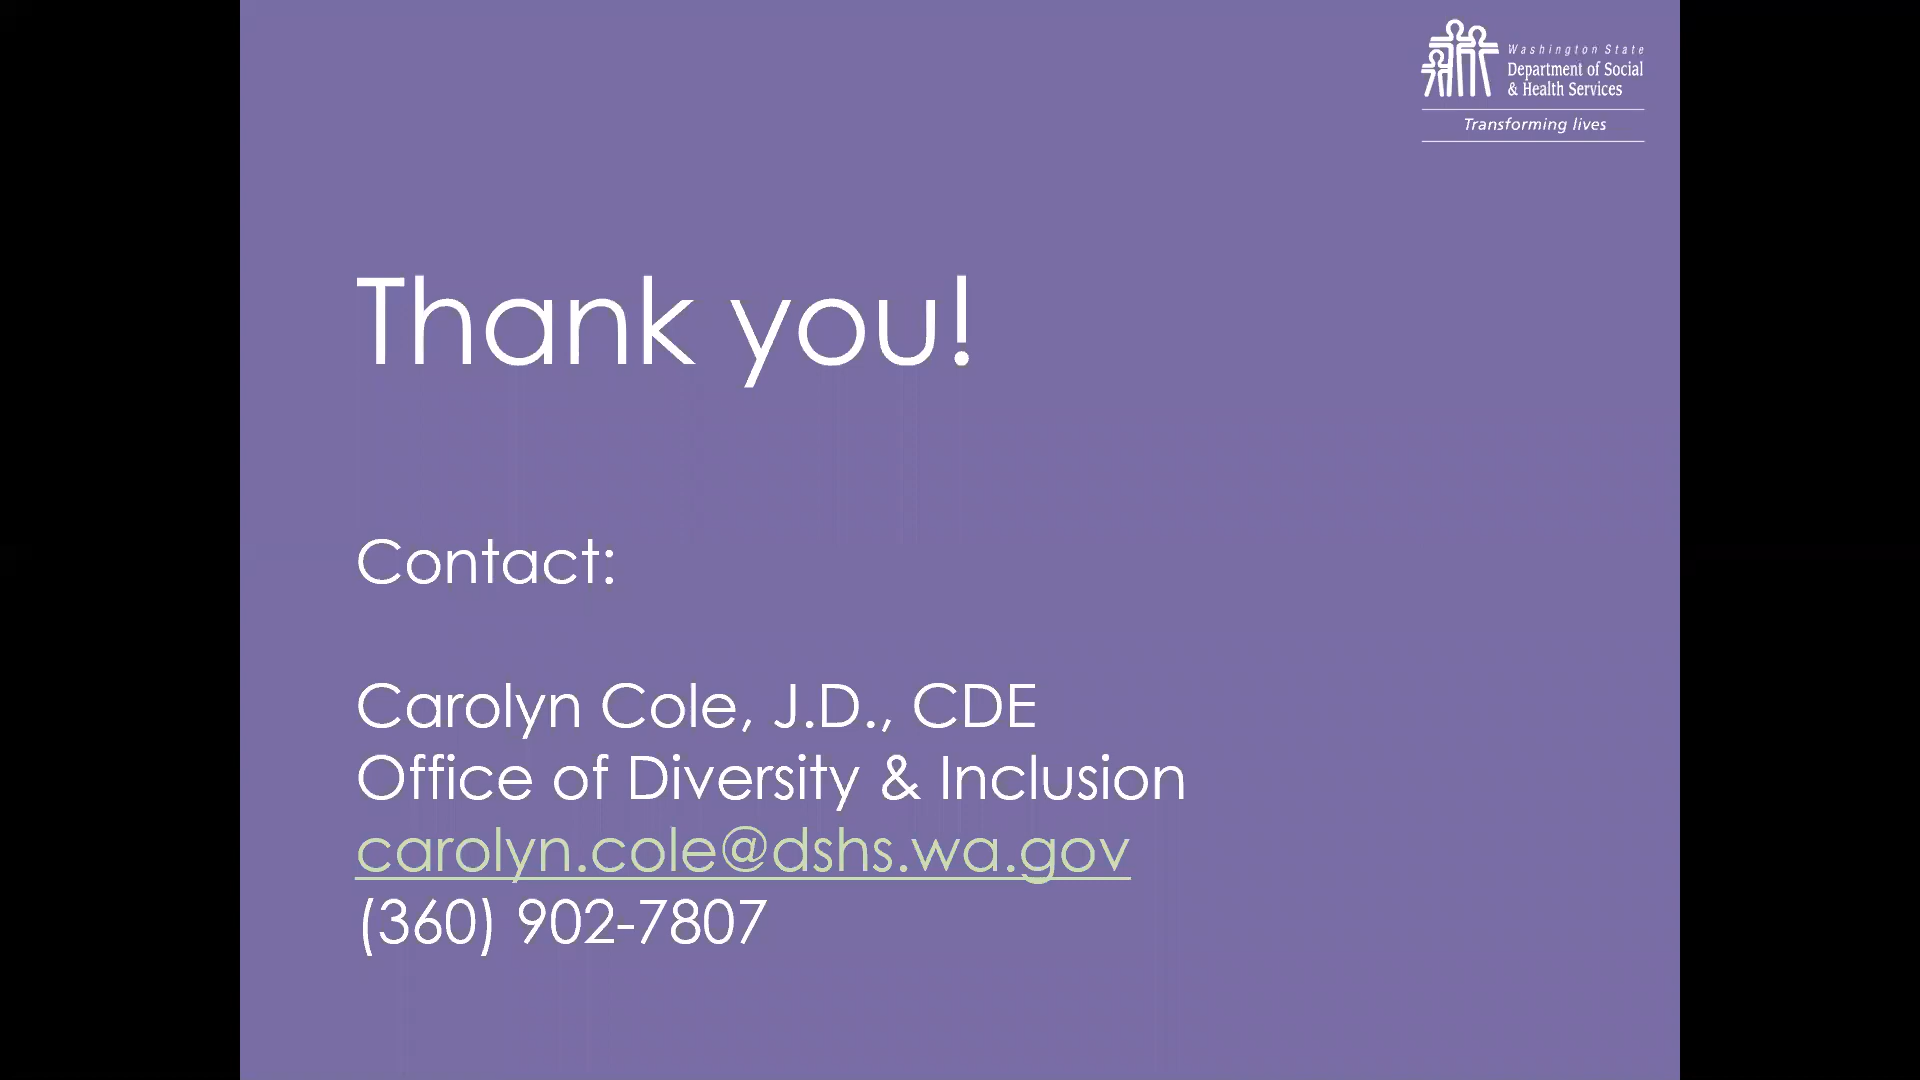 Washington State
Department of Social
& Health Services
Transforming lives
Thank you!
Contact:
Carolyn Cole, J.D., CDE
Office of Diversity & Inclusion
carolyn.cole@dshs.wa.gov
(360) 902-7807